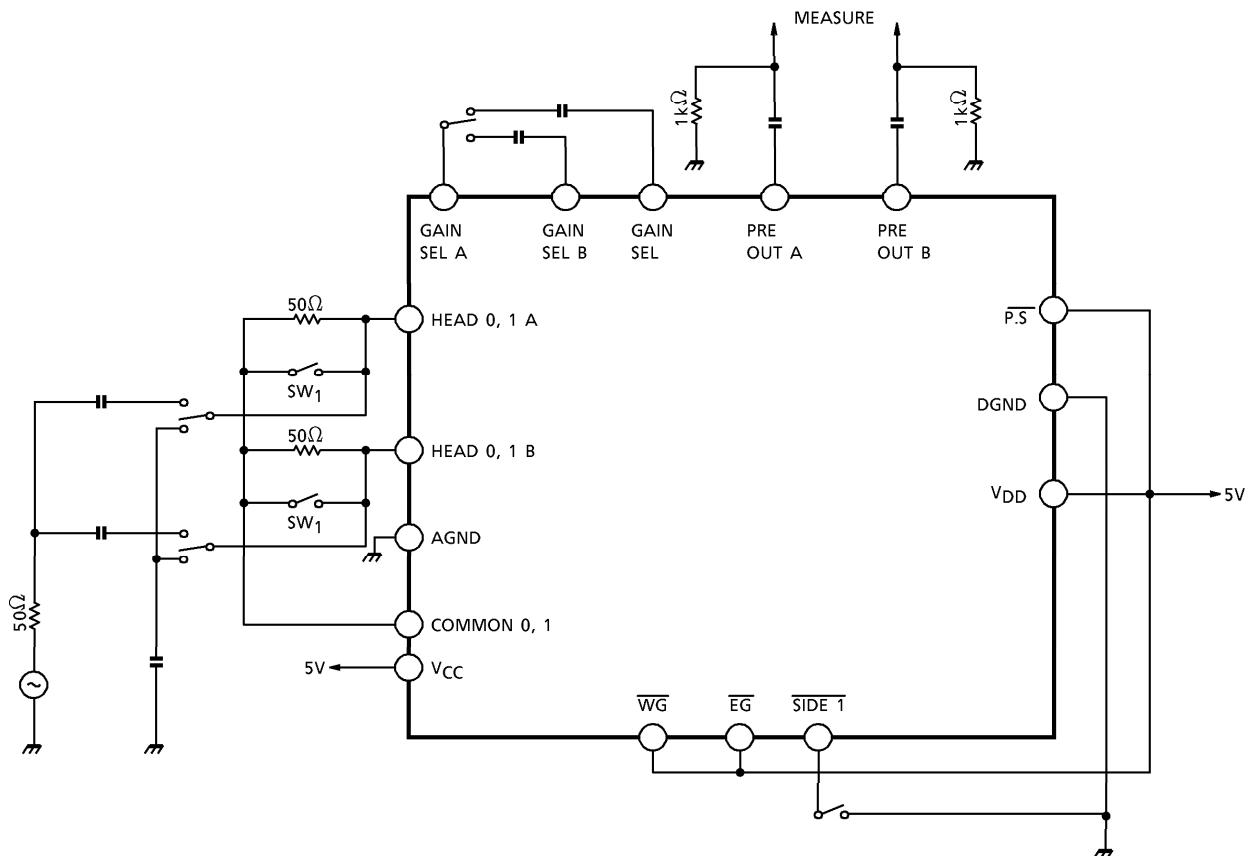 MEASURE
1kΩ
1kΩ
GAIN
SEL A
GAIN
SEL B
GAIN
SEL
PRE
OUT A
PRE
OUT B
50Ω
HEAD 0, 1 A
P.S
SW1
DGND
50Ω
HEAD 0, 1 B
VDD
5V
SW1
AGND
50Ω
COMMON 0, 1
5V
VCC
WG
EG
SIDE 1